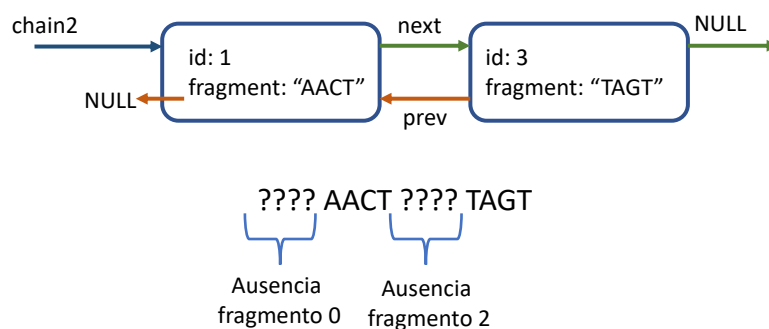 chain2
next
NULL
id: 1
fragment: “AACT”
id: 3
fragment: “TAGT”
NULL
prev
???? AACT ???? TAGT
Ausencia
fragmento 0
Ausencia
fragmento 2